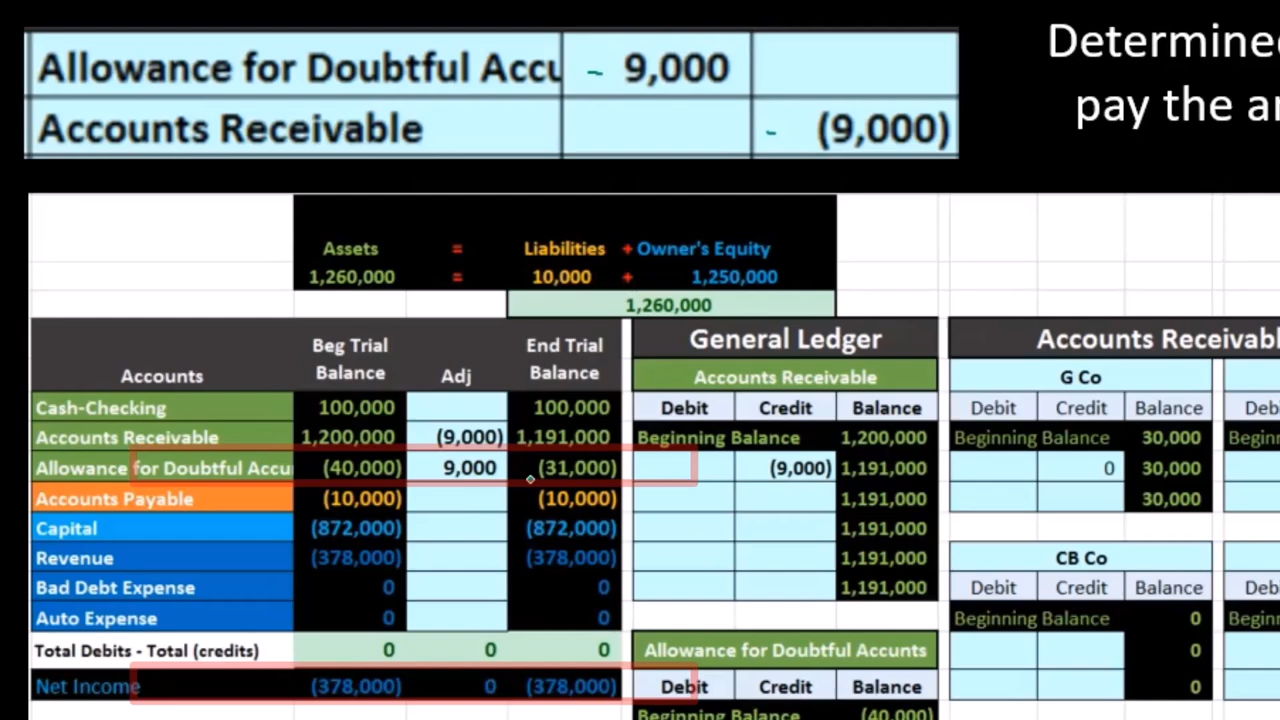 Allowance for Doubtful Accu - 9,000
Accounts Receivable - (9,000)
Determined
pay the a
Assets = Liabilities + Owner's Equity
1,260,000 = 10,000 + 1,250,000
1,260,000
Accounts Beg Trial Balance Adj End Trial Balance
Cash-Checking 100,000 100,000
Accounts Receivable 1,200,000 (9,000) 1,191,000
Allowance for Doubtful Accu (40,000) 9,000 (31,000)
Accounts Payable (10,000) (10,000)
Capital (872,000) (872,000)
Revenue (378,000) (378,000)
Bad Debt Expense 0 0
Auto Expense 0 0
Total Debits - Total (credits) 0 0 0
Net Income (378,000) 0 (378,000)
General Ledger
Accounts Receivable
Debit Credit Balance
Beginning Balance 1,200,000
(9,000) 1,191,000
1,191,000
1,191,000
1,191,000
1,191,000
Allowance for Doubtful Accunts
Debit Credit Balance
Beginning Balance (40,000)
Accounts Receivabl
G Co
Debit Credit Balance Deb
Beginning Balance 30,000 Begin
0 30,000
30,000
CB Co
Debit Credit Balance Deb
Beginning Balance 0 Begin
0
0